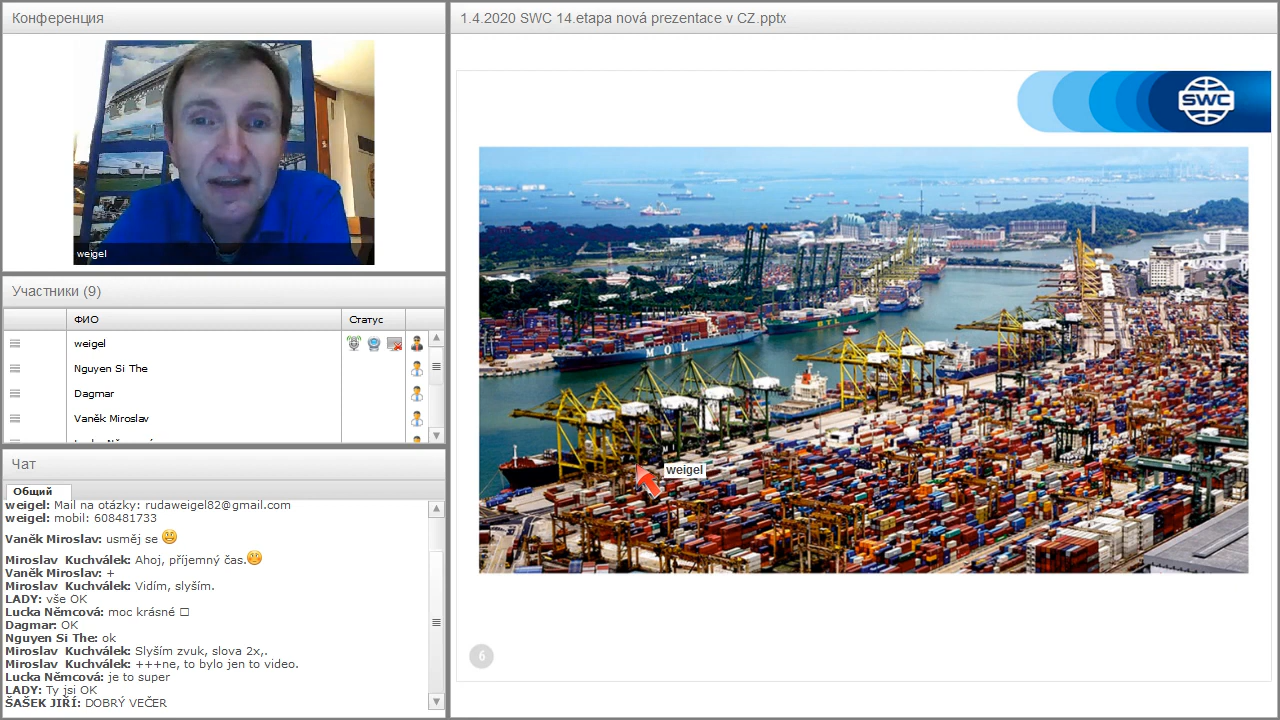 Конференция
weigel
Участники (9)
ФИО
Статус
weigel
Nguyen Si The
Dagmar
Vaněk Miroslav
Чат
Общий
weigel: Mail na otázky: rudaweigel82@gmail.com
weigel: mobil: 608481733
Vaněk Miroslav: usměj se
Miroslav Kuchválek: Ahoj, příjemný čas.
Vaněk Miroslav: +
Miroslav Kuchválek: Vidím, slyším.
LADY: vše OK
Lucka Němcová: moc krásné □
Dagmar: OK
Nguyen Si The: ok
Miroslav Kuchválek: Slyším zvuk, slova 2x,.
Miroslav Kuchválek: +++ne, to bylo jen to video.
Lucka Němcová: je to super
LADY: Ty jsi OK
ŠAŠEK JIŘÍ: DOBRÝ VEČER
1.4.2020 SWC 14.etapa nová prezentace v CZ.pptx
SWC
MOL
weigel
6